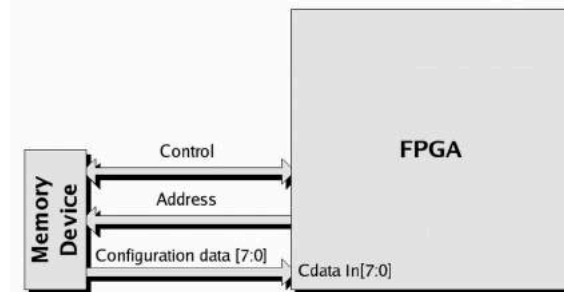 Control
FPGA
Address
Memory
Device
Configuration data [7:0]
Cdata In[7:0]